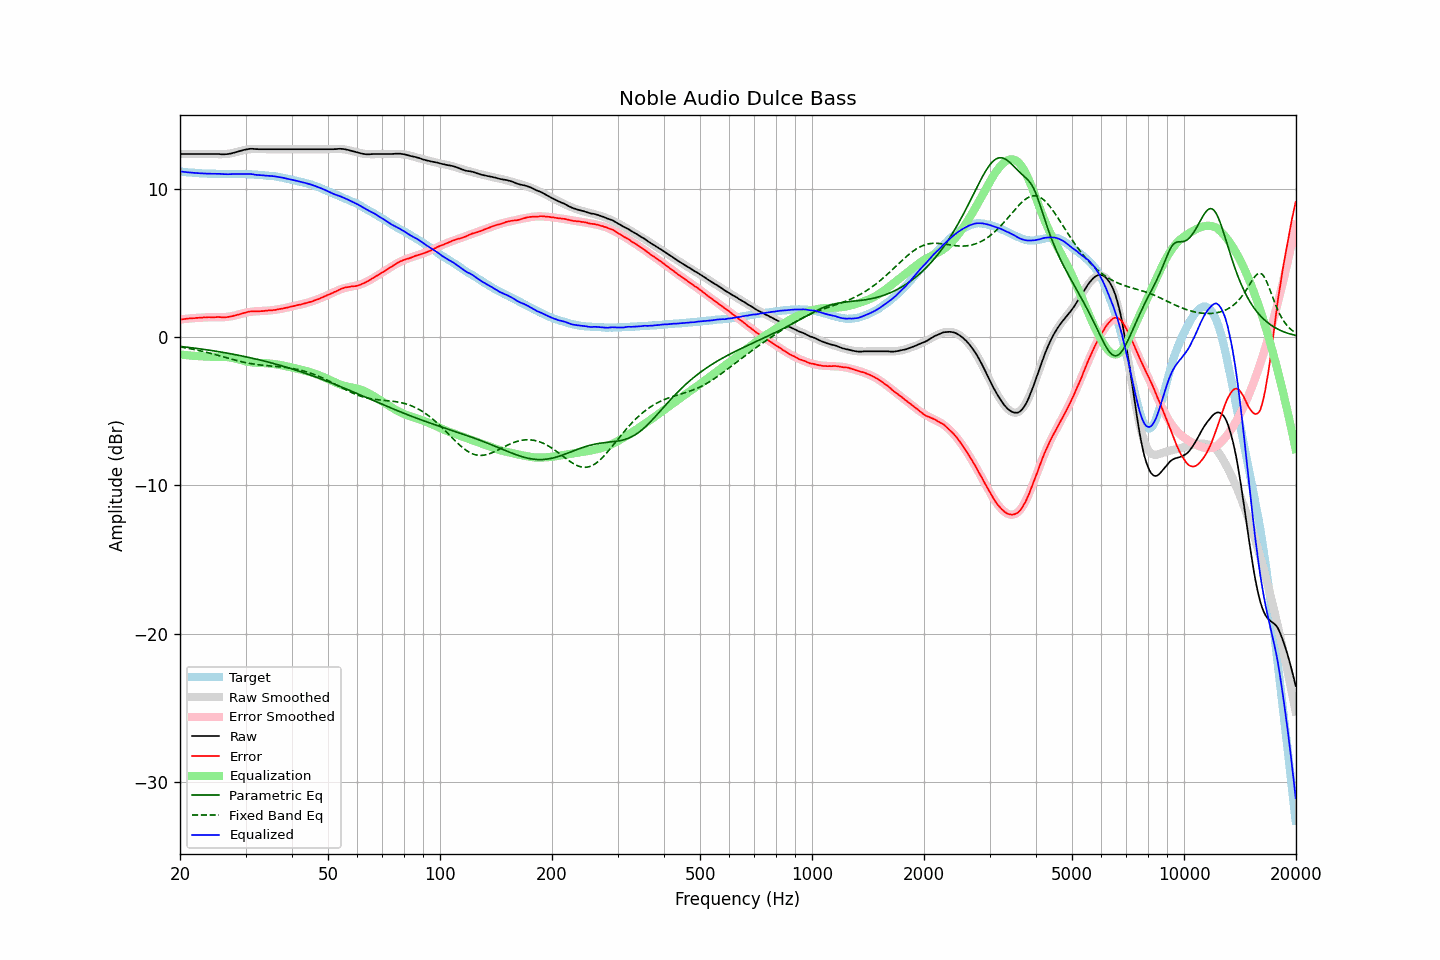 Noble Audio Dulce Bass
Amplitude (dBr)
10
0
−10
−20
−30
Target
Raw Smoothed
Error Smoothed
Raw
Error
Equalization
Parametric Eq
Fixed Band Eq
Equalized
20 50 100 200 500 1000 2000 5000 10000 20000
Frequency (Hz)